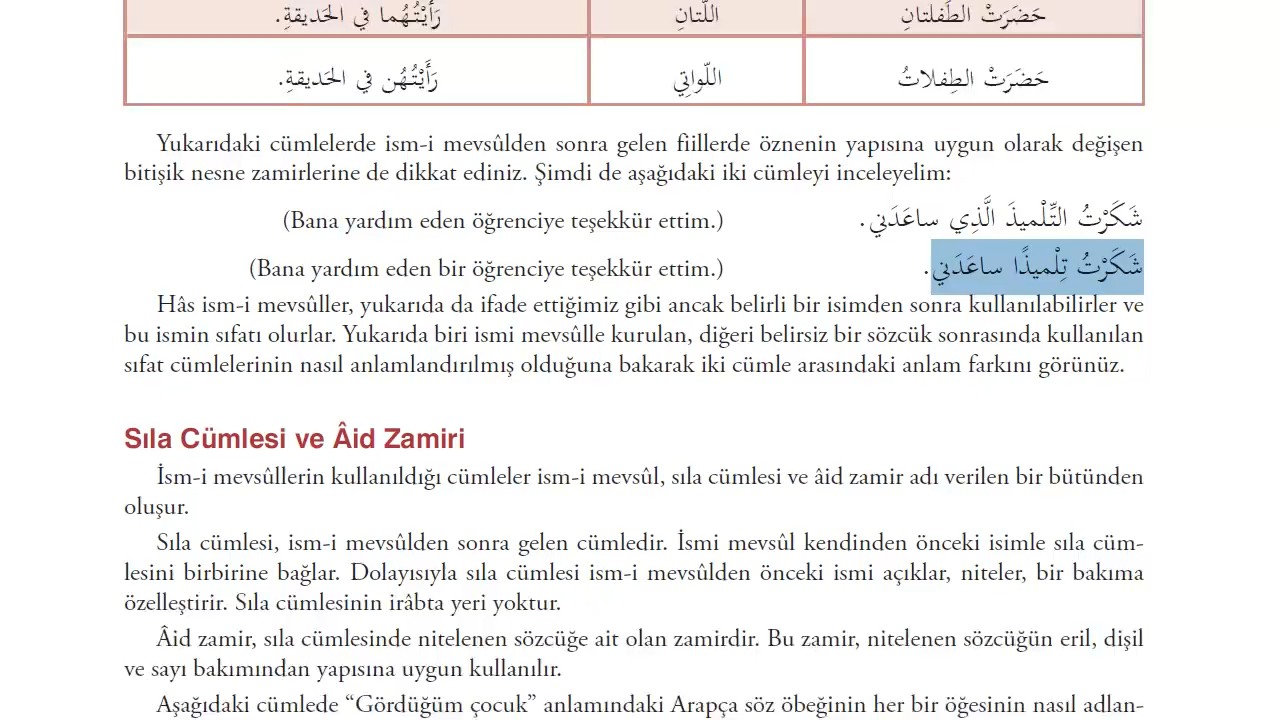 حَضَرَتْ الطِفلتانِ اللّتانِ رَأَيْتُهُما في الحَديقةِ.
حَضَرَتْ الطِفلاتُ اللّواتِي رَأَيْتُهُن في الحَديقةِ.
Yukarıdaki cümlelerde ism-i mevsûlden sonra gelen fiillerde öznenin yapısına uygun olarak değişen
bitişik nesne zamirlerine de dikkat ediniz. Şimdi de aşağıdaki iki cümleyi inceleyelim:
شَكَرْتُ التِّلْميذَ الَّذِي ساعَدَني. (Bana yardım eden öğrenciye teşekkür ettim.)
شَكَرْتُ تِلْميذًا ساعَدَني. (Bana yardım eden bir öğrenciye teşekkür ettim.)
Hâs ism-i mevsûller, yukarıda da ifade ettiğimiz gibi ancak belirli bir isimden sonra kullanılabilirler ve
bu ismin sıfatı olurlar. Yukarıda biri ismi mevsûlle kurulan, diğeri belirsiz bir sözcük sonrasında kullanılan
sıfat cümlelerinin nasıl anlamlandırılmış olduğuna bakarak iki cümle arasındaki anlam farkını görünüz.
Sıla Cümlesi ve Âid Zamiri
İsm-i mevsûllerin kullanıldığı cümleler ism-i mevsûl, sıla cümlesi ve âid zamir adı verilen bir bütünden
oluşur.
Sıla cümlesi, ism-i mevsûlden sonra gelen cümledir. İsmi mevsûl kendinden önceki isimle sıla cüm-
lesini birbirine bağlar. Dolayısıyla sıla cümlesi ism-i mevsûlden önceki ismi açıklar, niteler, bir bakıma
özelleştirir. Sıla cümlesinin irâbta yeri yoktur.
Âid zamir, sıla cümlesinde nitelenen sözcüğe ait olan zamirdir. Bu zamir, nitelenen sözcüğün eril, dişil
ve sayı bakımından yapısına uygun kullanılır.
Aşağıdaki cümlede “Gördüğüm çocuk” anlamındaki Arapça söz öbeğinin her bir öğesinin nasıl adlan-